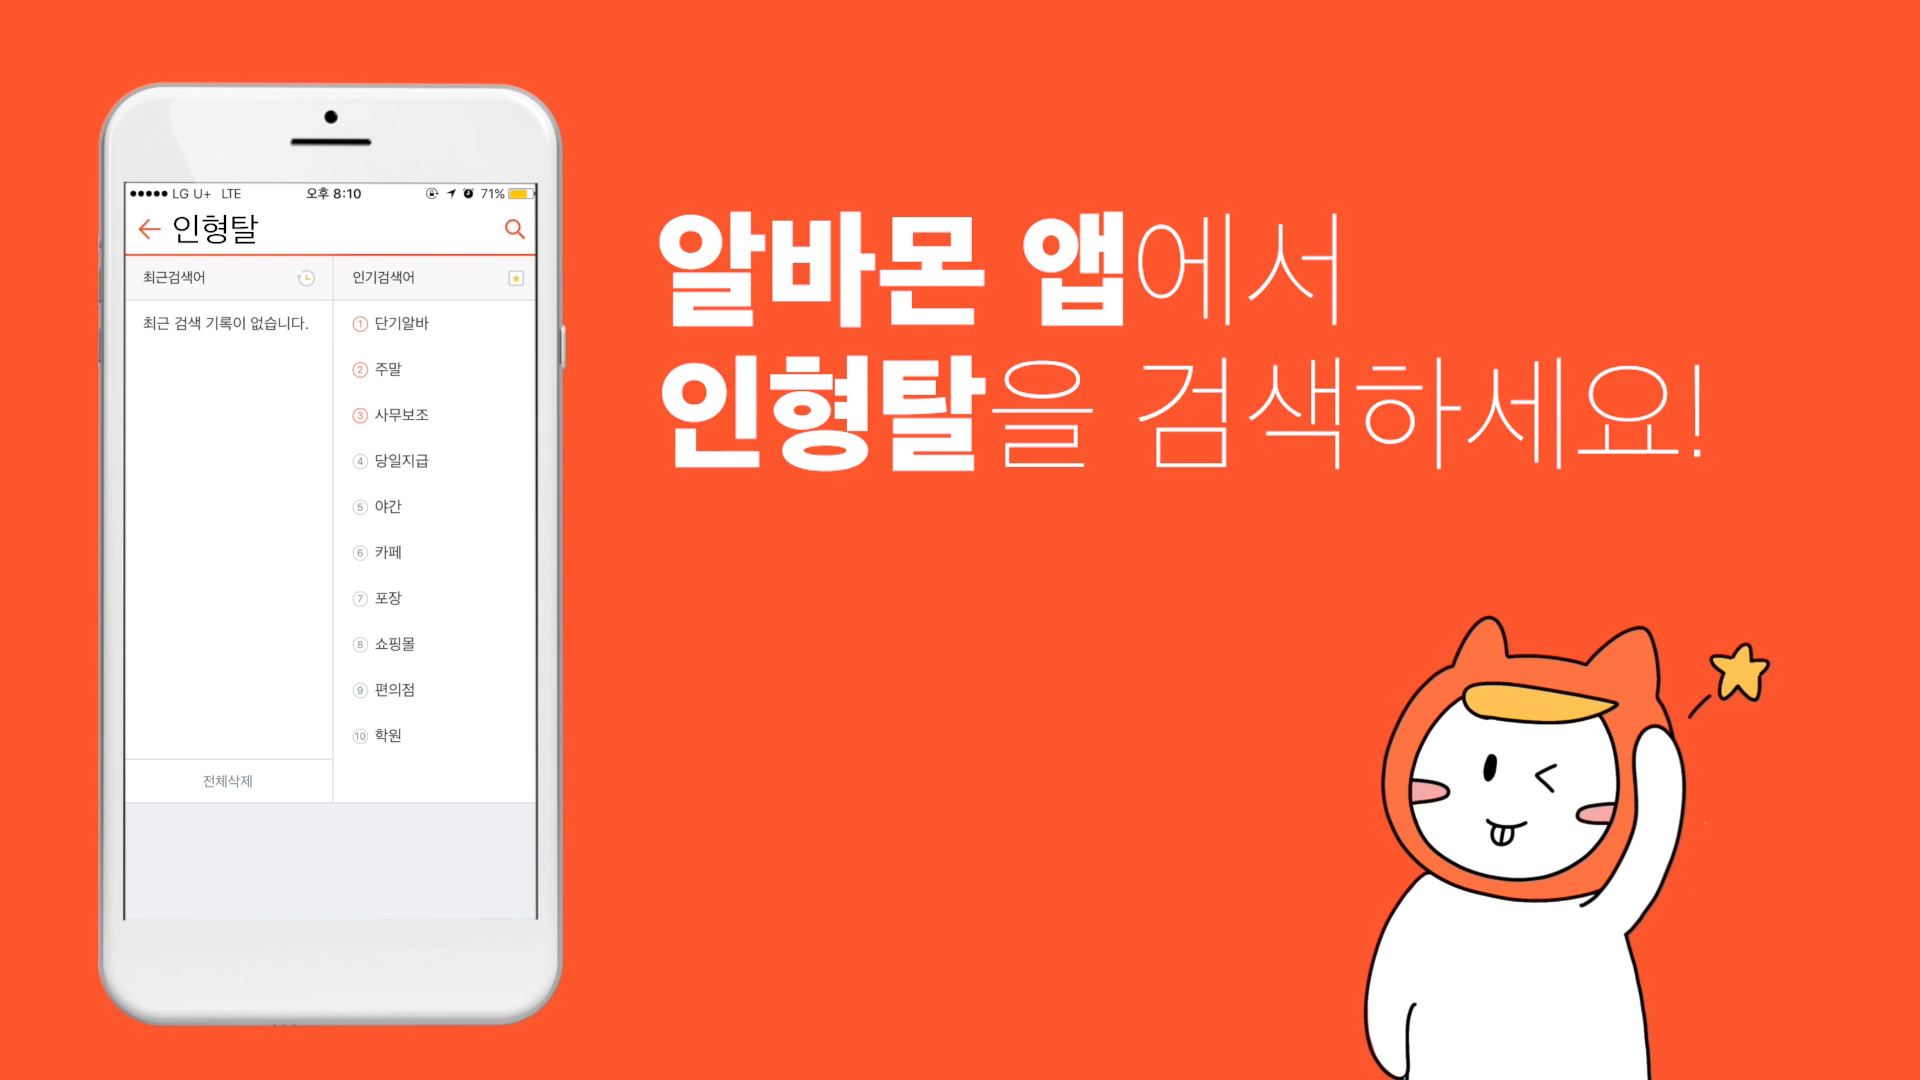 LG U+ LTE 오후 8:10 71%
인형탈
최근검색어
최근 검색 기록이 없습니다.
전체삭제
인기검색어
1 단기알바
2 주말
3 사무보조
4 당일지급
5 야간
6 카페
7 포장
8 쇼핑몰
9 편의점
10 학원
알바몬 앱에서
인형탈을 검색하세요!